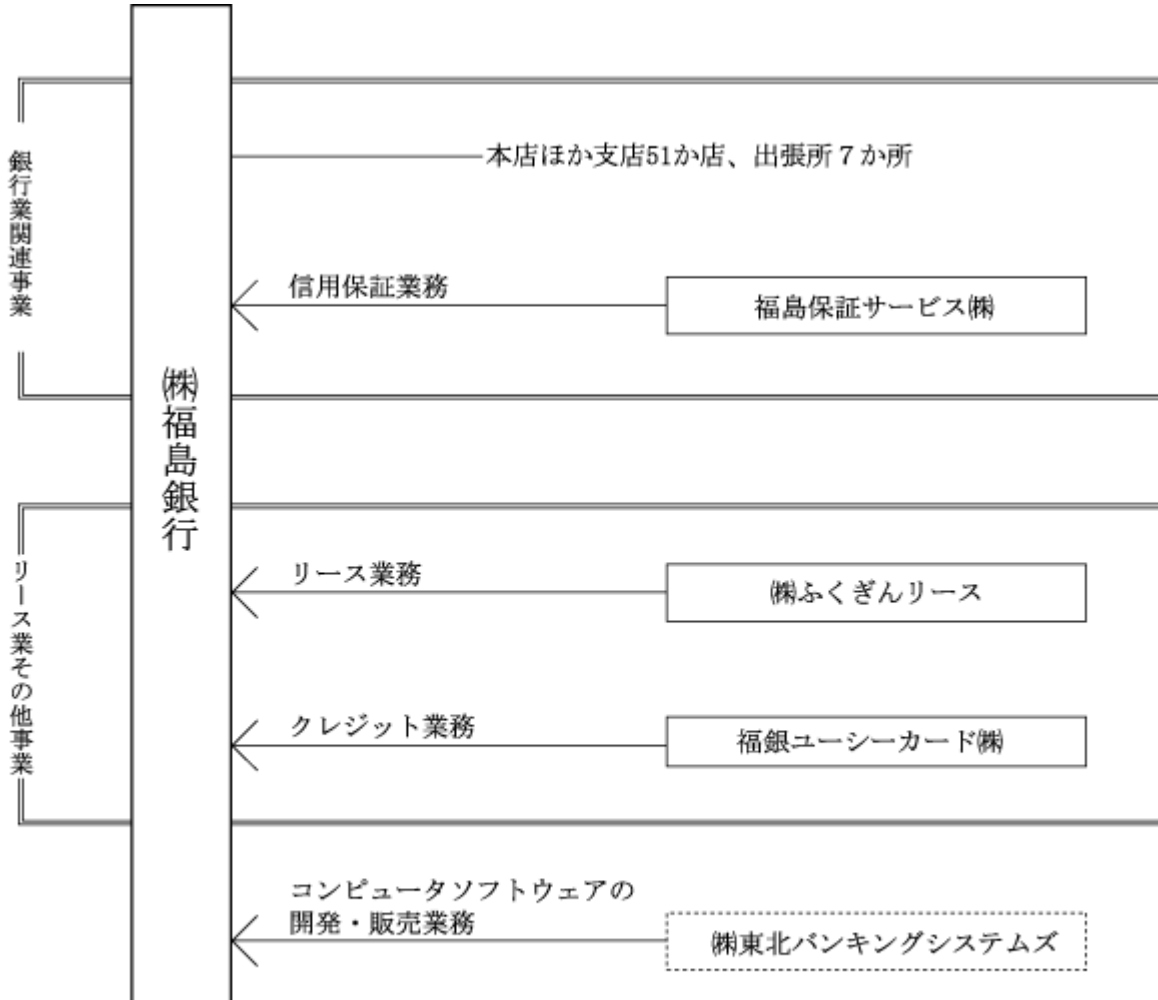 ㈱福島銀行
銀行業関連事業
本店ほか支店51か店、出張所７か所
信用保証業務
福島保証サービス㈱
リース業その他事業
リース業務
㈱ふくぎんリース
クレジット業務
福銀ユーシーカード㈱
コンピュータソフトウェアの
開発・販売業務
㈱東北バンキングシステムズ